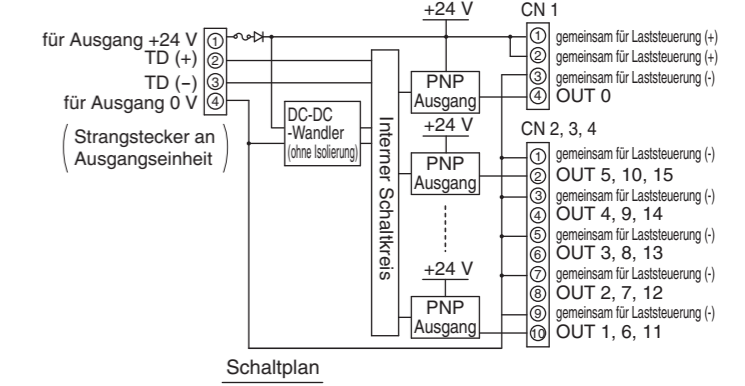 für Ausgang +24 V ①
TD (+) ②
TD (−) ③
für Ausgang 0 V ④
(Strangstecker an
Ausgangseinheit)
DC-DC
-Wandler
(ohne Isolierung)
Interner Schaltkreis
+24 V
PNP
Ausgang
+24 V
PNP
Ausgang
+24 V
PNP
Ausgang
CN 1
① gemeinsam für Laststeuerung (+)
② gemeinsam für Laststeuerung (+)
③ gemeinsam für Laststeuerung (-)
④ OUT 0
CN 2, 3, 4
① gemeinsam für Laststeuerung (-)
② OUT 5, 10, 15
③ gemeinsam für Laststeuerung (-)
④ OUT 4, 9, 14
⑤ gemeinsam für Laststeuerung (-)
⑥ OUT 3, 8, 13
⑦ gemeinsam für Laststeuerung (-)
⑧ OUT 2, 7, 12
⑨ gemeinsam für Laststeuerung (-)
⑩ OUT 1, 6, 11
Schaltplan